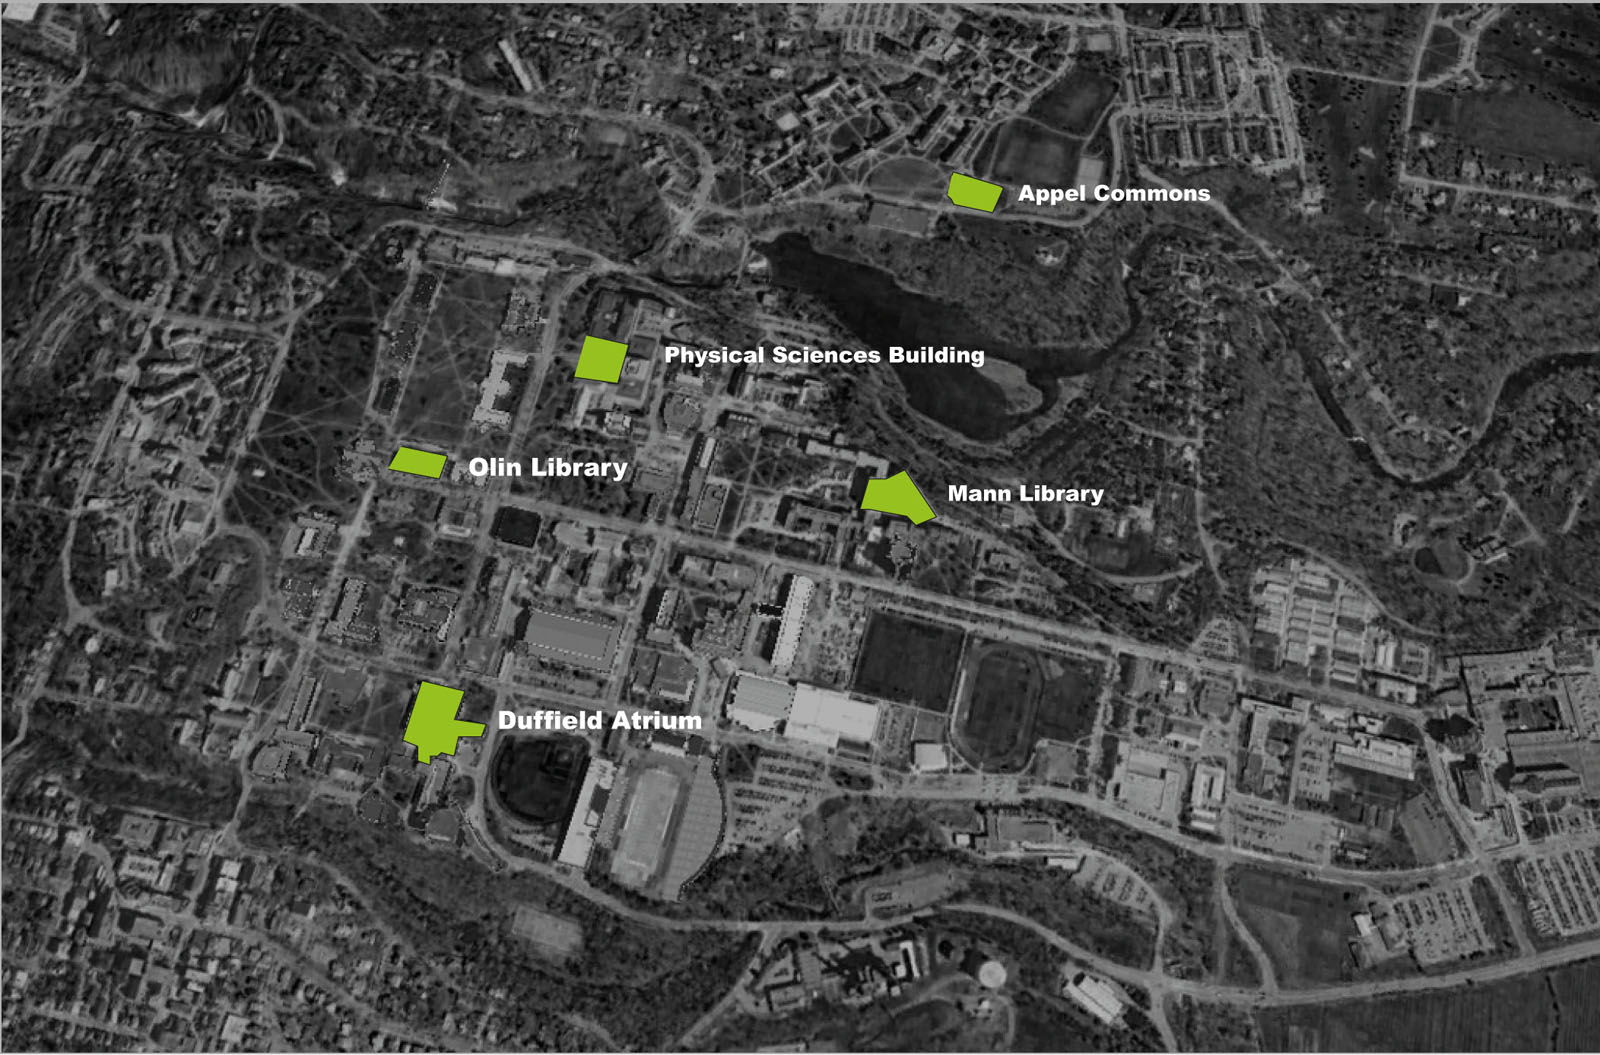 Appel Commons
Physical Sciences Building
Olin Library
Mann Library
Duffield Atrium